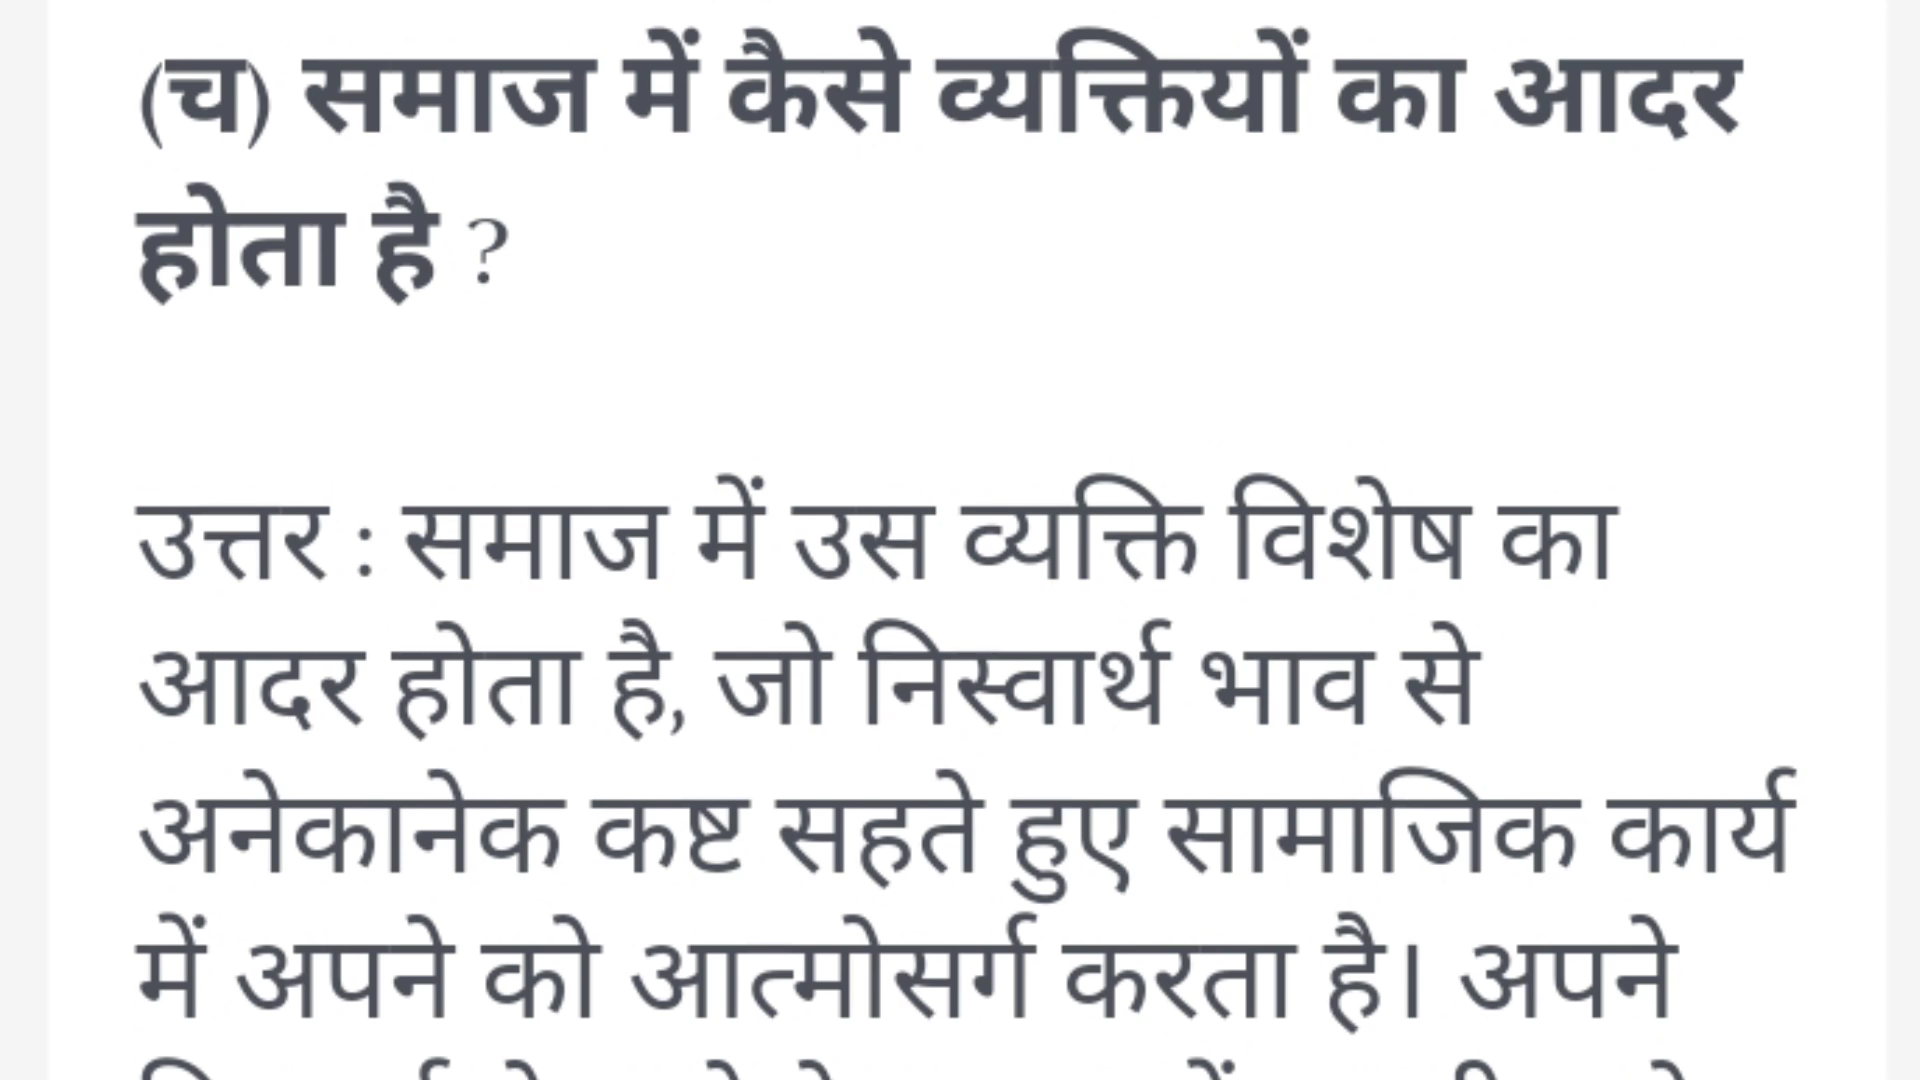 (च) समाज में कैसे व्यक्तियों का आदर
होता है ?
उत्तर : समाज में उस व्यक्ति विशेष का
आदर होता है, जो निस्वार्थ भाव से
अनेकानेक कष्ट सहते हुए सामाजिक कार्य
में अपने को आत्मोसर्ग करता है। अपने